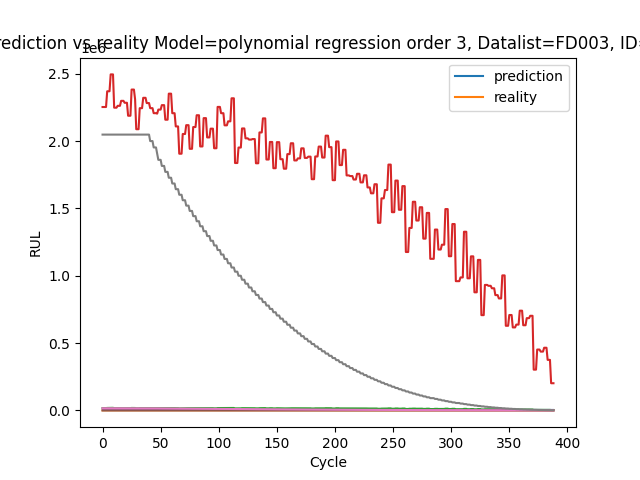 rediction vs reality Model=polynomial regression order 3, Datalist=FD003, ID=
1e6
prediction
reality
2.5
2.0
1.5
1.0
0.5
0.0
RUL
0 50 100 150 200 250 300 350 400
Cycle